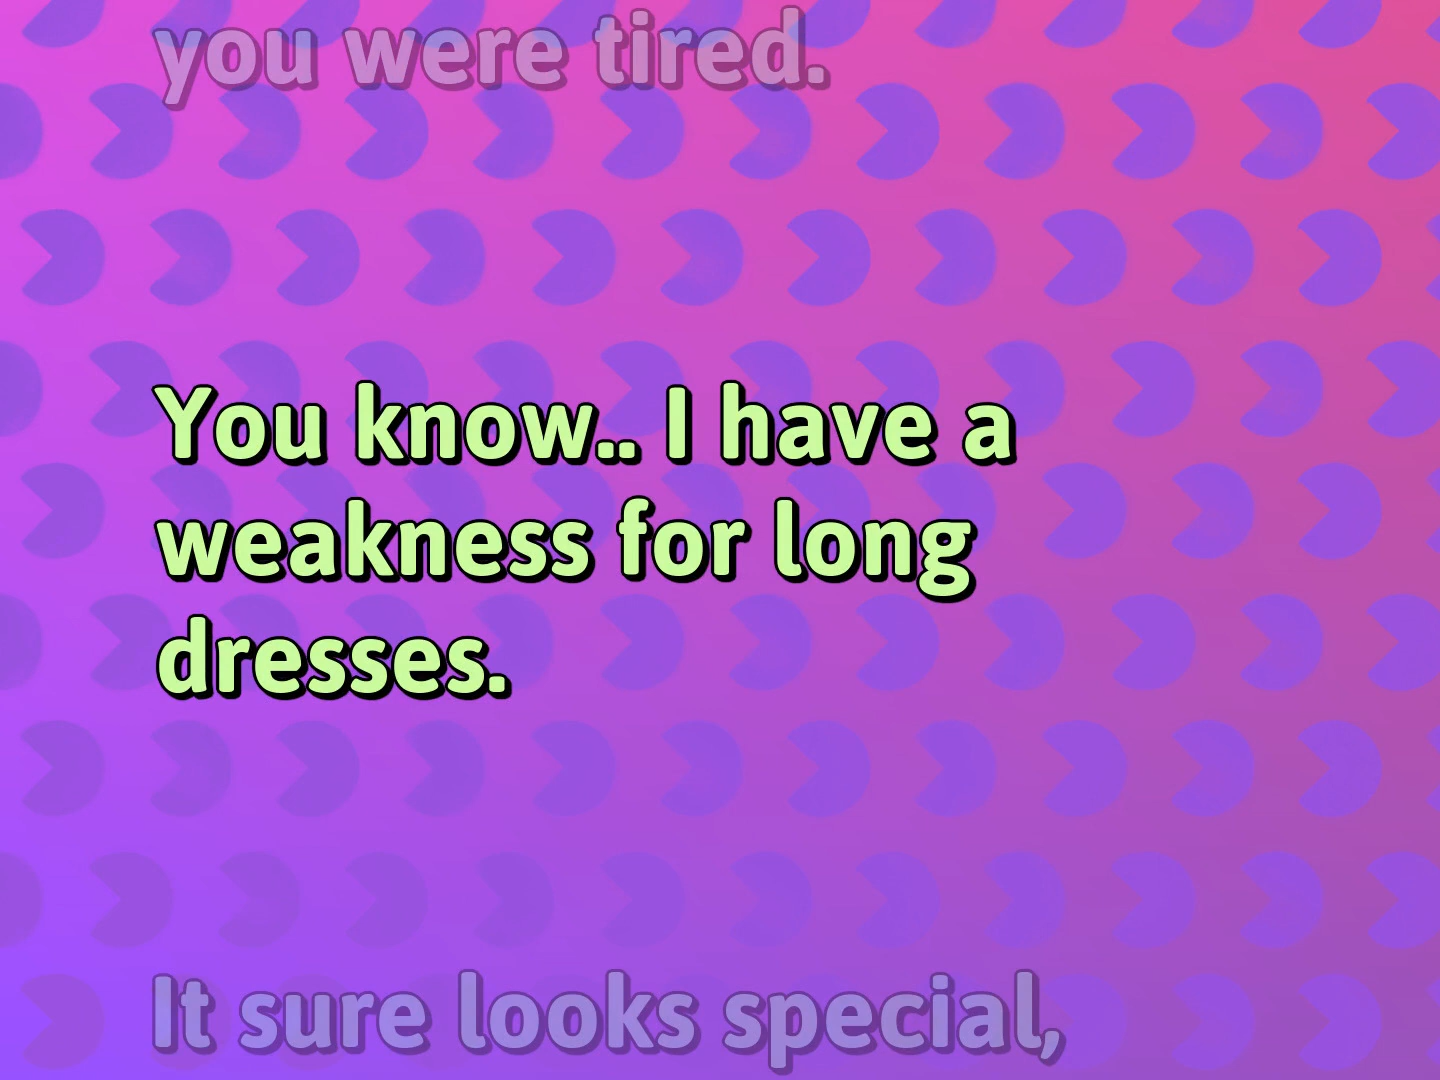 you were tired.
You know.. I have a
weakness for long
dresses.
It sure looks special,